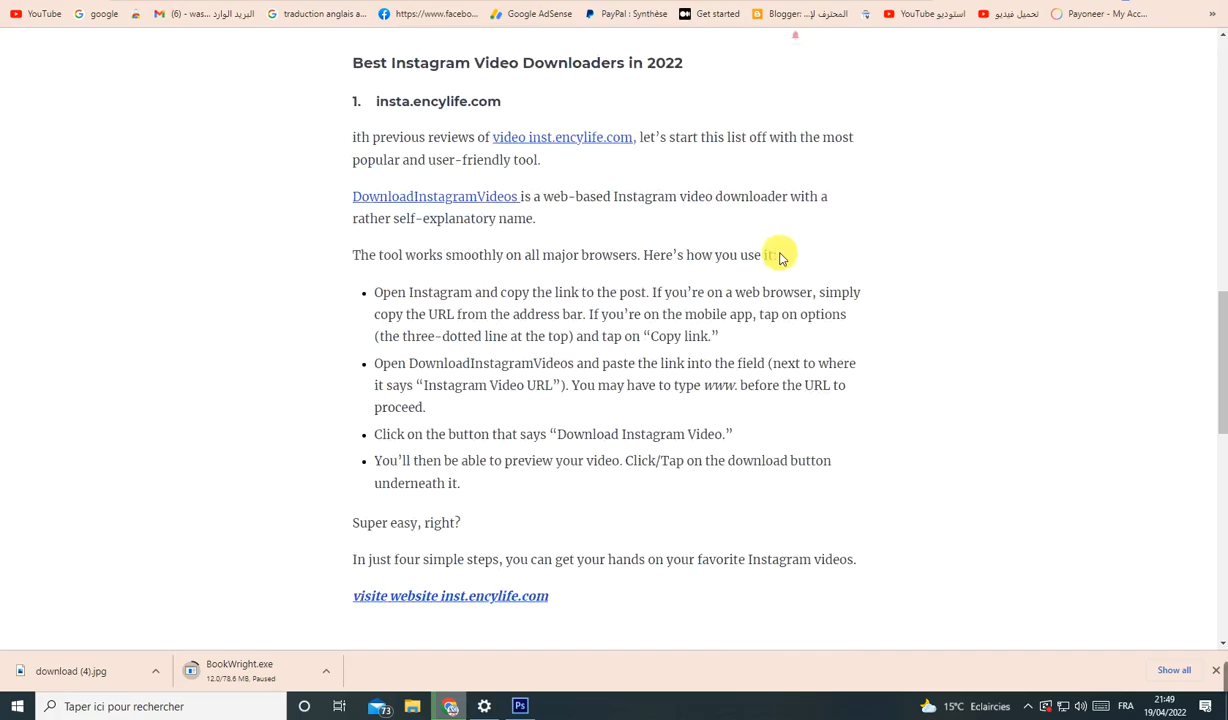 YouTube google البريد الوارد (6) - was... traduction anglais a... https://www.facebo... Google AdSense PayPal : Synthèse Get started Blogger: المحترف لإ... استوديو YouTube تحميل فيديو Payoneer - My Acc... »
Best Instagram Video Downloaders in 2022
1. insta.encylife.com
ith previous reviews of video inst.encylife.com, let’s start this list off with the most
popular and user-friendly tool.
DownloadInstagramVideos is a web-based Instagram video downloader with a
rather self-explanatory name.
The tool works smoothly on all major browsers. Here’s how you use it:
• Open Instagram and copy the link to the post. If you’re on a web browser, simply
copy the URL from the address bar. If you’re on the mobile app, tap on options
(the three-dotted line at the top) and tap on “Copy link.”
• Open DownloadInstagramVideos and paste the link into the field (next to where
it says “Instagram Video URL”). You may have to type www. before the URL to
proceed.
• Click on the button that says “Download Instagram Video.”
• You’ll then be able to preview your video. Click/Tap on the download button
underneath it.
Super easy, right?
In just four simple steps, you can get your hands on your favorite Instagram videos.
visite website inst.encylife.com
download (4).jpg
BookWright.exe
12.0/78.6 MB, Paused
Show all
Taper ici pour rechercher
73
Ps
15°C Eclaircies
FRA
21:49
19/04/2022